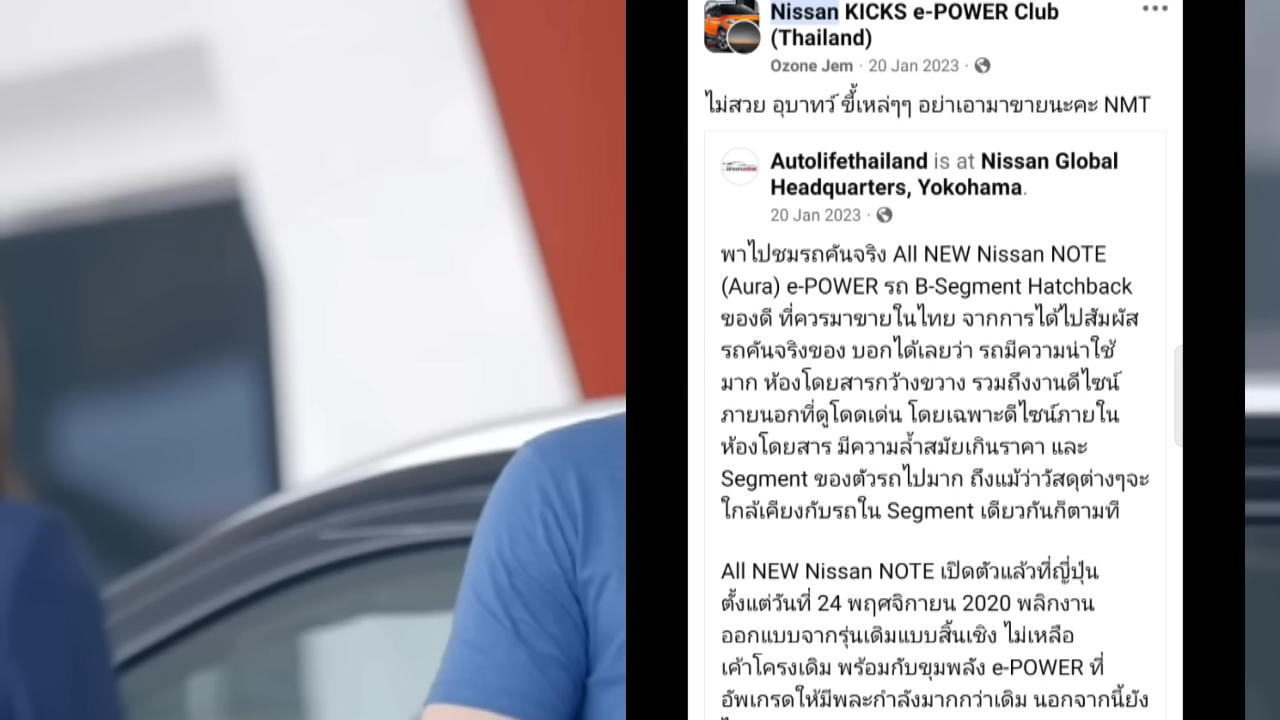 Nissan KICKS e-POWER Club
(Thailand)
Ozone Jem · 20 Jan 2023 ·
ไม่สวย อุบาทว์ ขี้เหล่ๆๆ อย่าเอามาขายนะคะ NMT
Autolifethailand is at Nissan Global
Headquarters, Yokohama.
20 Jan 2023 ·
พาไปชมรถคันจริง All NEW Nissan NOTE
(Aura) e-POWER รถ B-Segment Hatchback
ของดี ที่ควรมาขายในไทย จากการได้ไปสัมผัส
รถคันจริงของ บอกได้เลยว่า รถมีความน่าใช้
มาก ห้องโดยสารกว้างขวาง รวมถึงงานดีไซน์
ภายนอกที่ดูโดดเด่น โดยเฉพาะดีไซน์ภายใน
ห้องโดยสาร มีความล้ำสมัยเกินราคา และ
Segment ของตัวรถไปมาก ถึงแม้ว่าวัสดุต่างๆจะ
ใกล้เคียงกับรถใน Segment เดียวกันก็ตามที
All NEW Nissan NOTE เปิดตัวแล้วที่ญี่ปุ่น
ตั้งแต่วันที่ 24 พฤศจิกายน 2020 พลิกงาน
ออกแบบจากรุ่นเดิมแบบสิ้นเชิง ไม่เหลือ
เค้าโครงเดิม พร้อมกับขุมพลัง e-POWER ที่
อัพเกรดให้มีพละกำลังมากกว่าเดิม นอกจากนี้ยัง